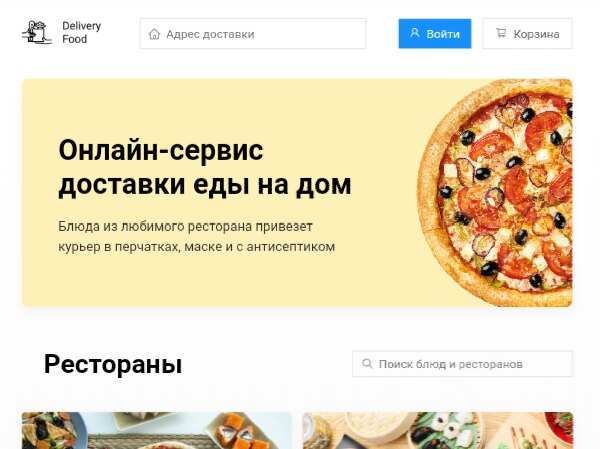 Delivery
Food
Адрес доставки
Войти
Корзина
Онлайн-сервис
доставки еды на дом
Блюда из любимого ресторана привезет
курьер в перчатках, маске и с антисептиком
Рестораны
Поиск блюд и ресторанов